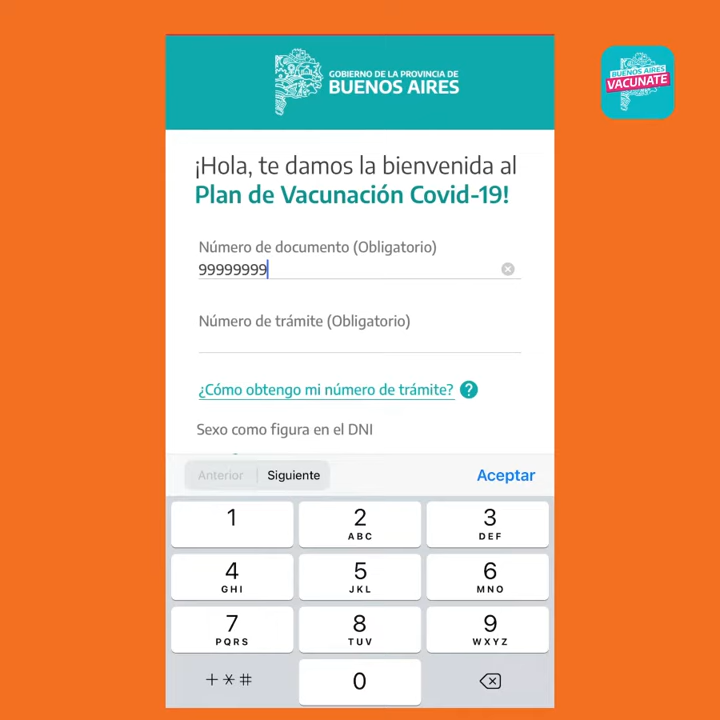 GOBIERNO DE LA PROVINCIA DE
BUENOS AIRES
BUENOS AIRES
VACUNATE
¡Hola, te damos la bienvenida al
Plan de Vacunación Covid-19!
Número de documento (Obligatorio)
99999999
Número de trámite (Obligatorio)
¿Cómo obtengo mi número de trámite? ?
Sexo como figura en el DNI
Anterior Siguiente Aceptar
1 2 3
ABC DEF
4 5 6
GHI JKL MNO
7 8 9
PQRS TUV WXYZ
+*# 0